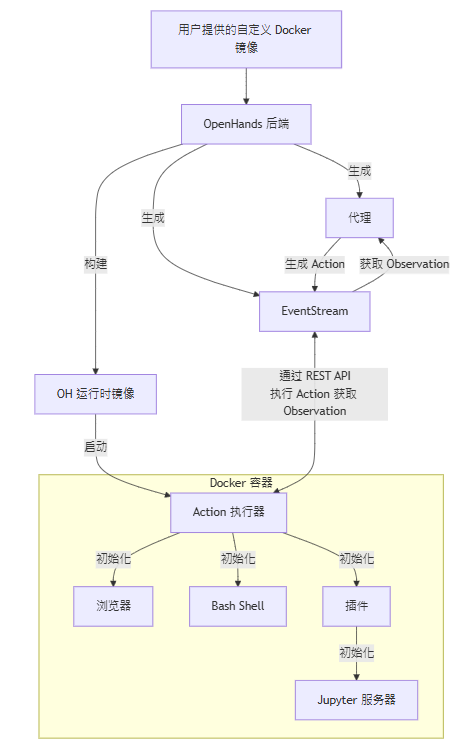 用户提供的自定义 Docker
镜像
OpenHands 后端
生成
代理
生成
构建
生成 Action
获取 Observation
EventStream
通过 REST API
执行 Action 获取
Observation
OH 运行时镜像
启动
Docker 容器
Action 执行器
初始化
初始化
初始化
浏览器
Bash Shell
插件
初始化
Jupyter 服务器